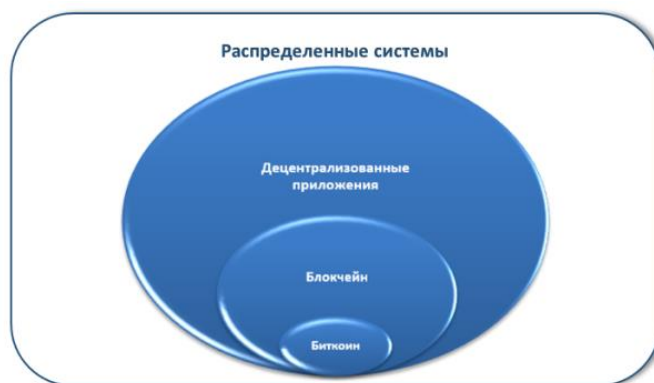 Распределенные системы
Децентрализованные
приложения
Блокчейн
Биткоин